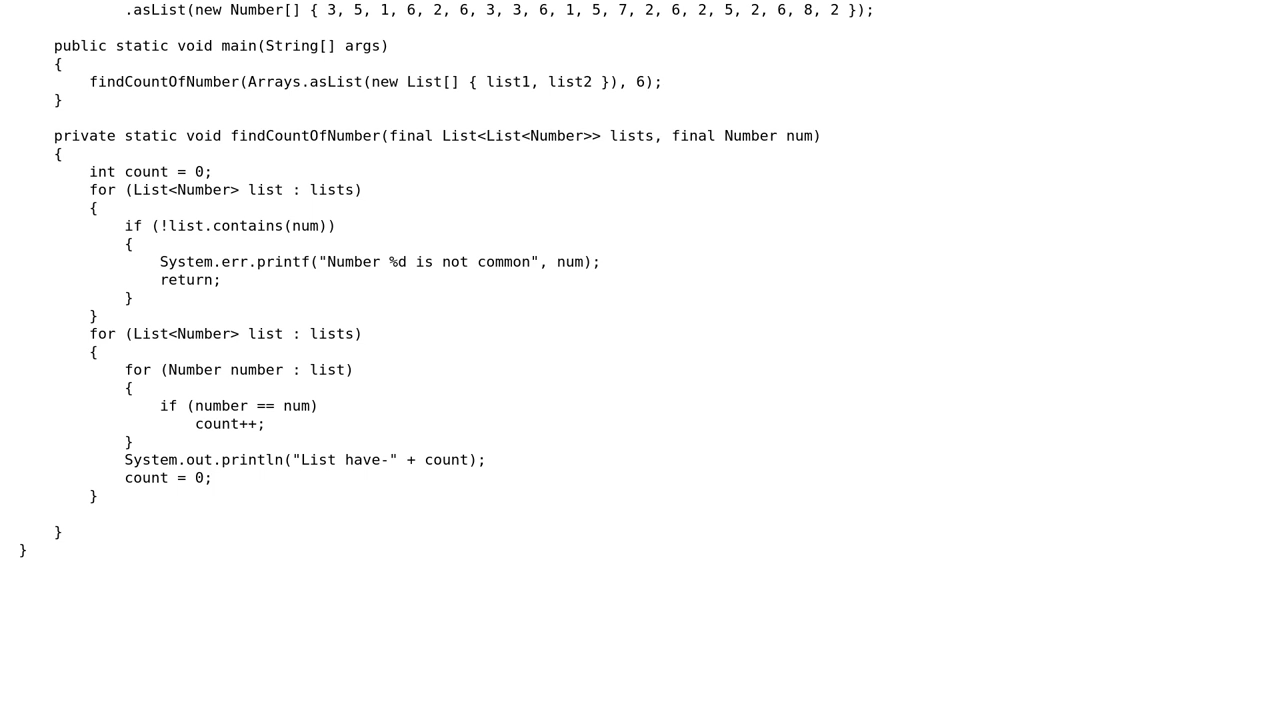 .asList(new Number[] { 3, 5, 1, 6, 2, 6, 3, 3, 6, 1, 5, 7, 2, 6, 2, 5, 2, 6, 8, 2 });
public static void main(String[] args)
{
findCountOfNumber(Arrays.asList(new List[] { list1, list2 }), 6);
}
private static void findCountOfNumber(final List<List<Number>> lists, final Number num)
{
int count = 0;
for (List<Number> list : lists)
{
if (!list.contains(num))
{
System.err.printf("Number %d is not common", num);
return;
}
}
for (List<Number> list : lists)
{
for (Number number : list)
{
if (number == num)
count++;
}
System.out.println("List have-" + count);
count = 0;
}
}
}